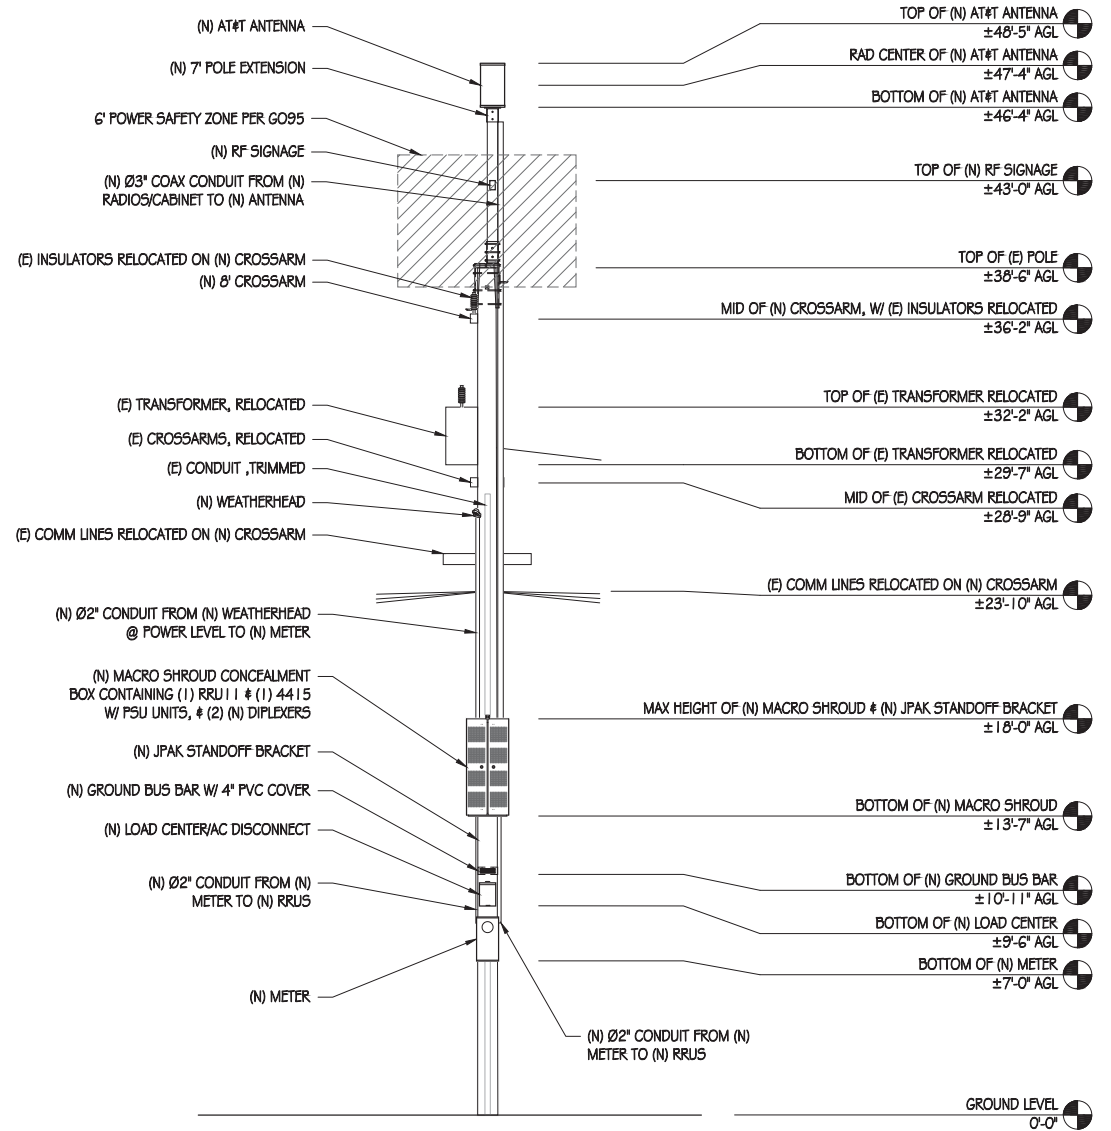 (N) AT&T ANTENNA
(N) 7' POLE EXTENSION
6' POWER SAFETY ZONE PER GO95
(N) RF SIGNAGE
(N) Ø3" COAX CONDUIT FROM (N)
RADIOS/CABINET TO (N) ANTENNA
(E) INSULATORS RELOCATED ON (N) CROSSARM
(N) 8' CROSSARM
(E) TRANSFORMER, RELOCATED
(E) CROSSARMS, RELOCATED
(E) CONDUIT ,TRIMMED
(N) WEATHERHEAD
(E) COMM LINES RELOCATED ON (N) CROSSARM
(N) Ø2" CONDUIT FROM (N) WEATHERHEAD
@ POWER LEVEL TO (N) METER
(N) MACRO SHROUD CONCEALMENT
BOX CONTAINING (1) RRU11 & (1) 4415
W/ PSU UNITS, & (2) (N) DIPLEXERS
(N) JPAK STANDOFF BRACKET
(N) GROUND BUS BAR W/ 4" PVC COVER
(N) LOAD CENTER/AC DISCONNECT
(N) Ø2" CONDUIT FROM (N)
METER TO (N) RRUS
(N) METER
(N) Ø2" CONDUIT FROM (N)
METER TO (N) RRUS
TOP OF (N) AT&T ANTENNA
±48'-5" AGL
RAD CENTER OF (N) AT&T ANTENNA
±47'-4" AGL
BOTTOM OF (N) AT&T ANTENNA
±46'-4" AGL
TOP OF (N) RF SIGNAGE
±43'-0" AGL
TOP OF (E) POLE
±38'-6" AGL
MID OF (N) CROSSARM, W/ (E) INSULATORS RELOCATED
±36'-2" AGL
TOP OF (E) TRANSFORMER RELOCATED
±32'-2" AGL
BOTTOM OF (E) TRANSFORMER RELOCATED
±29'-7" AGL
MID OF (E) CROSSARM RELOCATED
±28'-9" AGL
(E) COMM LINES RELOCATED ON (N) CROSSARM
±23'-10" AGL
MAX HEIGHT OF (N) MACRO SHROUD & (N) JPAK STANDOFF BRACKET
±18'-0" AGL
BOTTOM OF (N) MACRO SHROUD
±13'-7" AGL
BOTTOM OF (N) GROUND BUS BAR
±10'-11" AGL
BOTTOM OF (N) LOAD CENTER
±9'-6" AGL
BOTTOM OF (N) METER
±7'-0" AGL
GROUND LEVEL
0'-0"